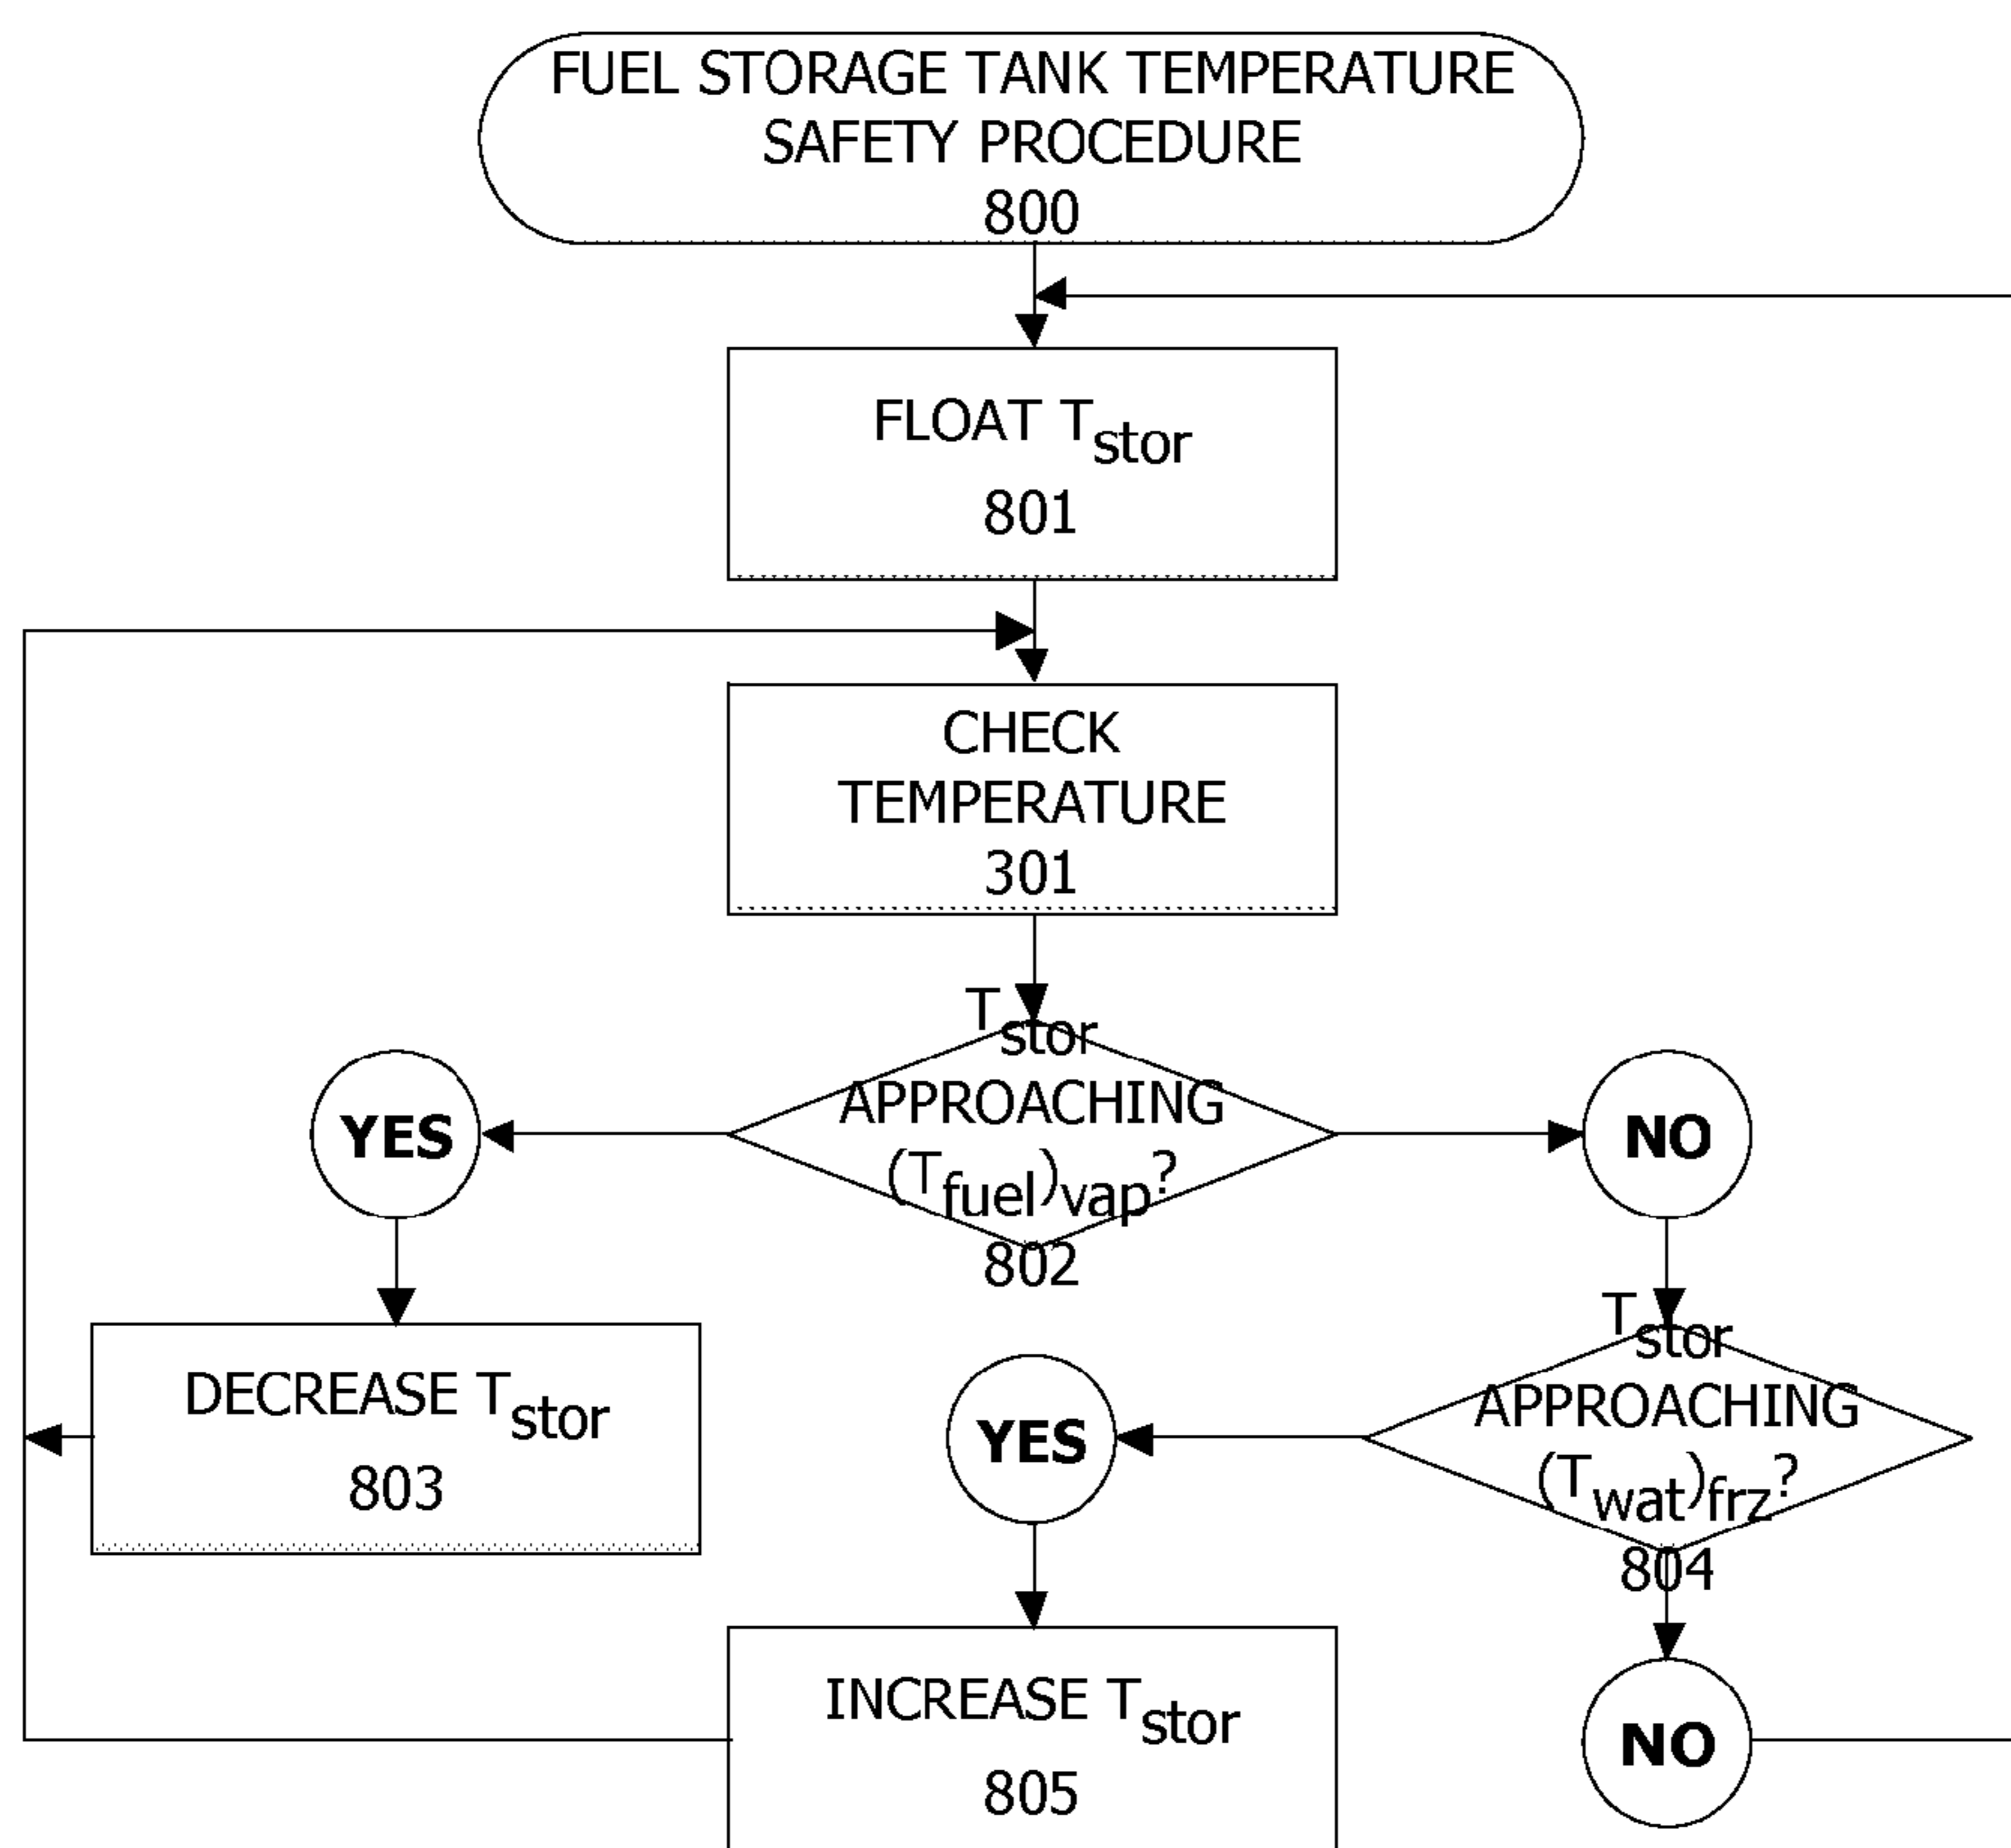 FUEL STORAGE TANK TEMPERATURE
SAFETY PROCEDURE
800
FLOAT Tstor
801
CHECK
TEMPERATURE
301
Tstor
APPROACHING
(Tfuel)vap?
802
YES
NO
DECREASE Tstor
803
Tstor
APPROACHING
(Twat)frz?
804
YES
INCREASE Tstor
805
NO